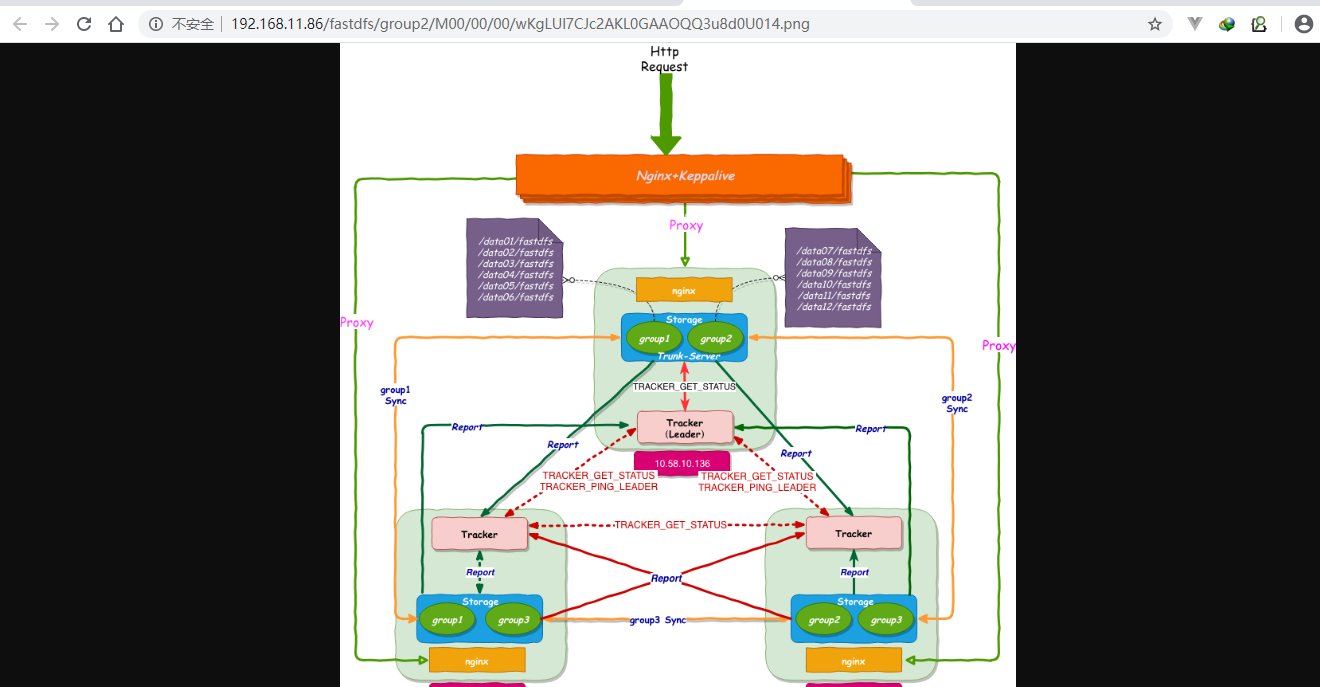 不安全
192.168.11.86/fastdfs/group2/M00/00/00/wKgLUl7CJc2AKL0GAAOQQ3u8d0U014.png
Http
Request
Nginx+Keppalive
Proxy
/data01/fastdfs
/data02/fastdfs
/data03/fastdfs
/data04/fastdfs
/data05/fastdfs
/data06/fastdfs
/data07/fastdfs
/data08/fastdfs
/data09/fastdfs
/data10/fastdfs
/data11/fastdfs
/data12/fastdfs
nginx
Storage
group1
group2
Trunk-Server
Proxy
Proxy
TRACKER_GET_STATUS
group1
Sync
group2
Sync
Tracker
(Leader)
Report
Report
Report
Report
10.58.10.136
TRACKER_GET_STATUS
TRACKER_PING_LEADER
TRACKER_GET_STATUS
TRACKER_PING_LEADER
Tracker
TRACKER_GET_STATUS
Tracker
Report
Report
Report
Storage
group1
group3
group3 Sync
Storage
group2
group3
nginx
nginx